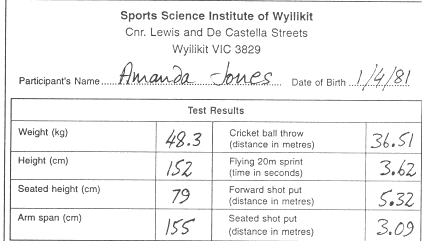 Sports Science Institute of Wyilikit
Cnr. Lewis and De Castella Streets
Wyilikit VIC 3829
Participant's Name Amanda Jones Date of Birth 1/4/81
Test Results
Weight (kg) 48.3 Cricket ball throw (distance in metres) 36.51
Height (cm) 152 Flying 20m sprint (time in seconds) 3.62
Seated height (cm) 79 Forward shot put (distance in metres) 5.32
Arm span (cm) 155 Seated shot put (distance in metres) 3.09